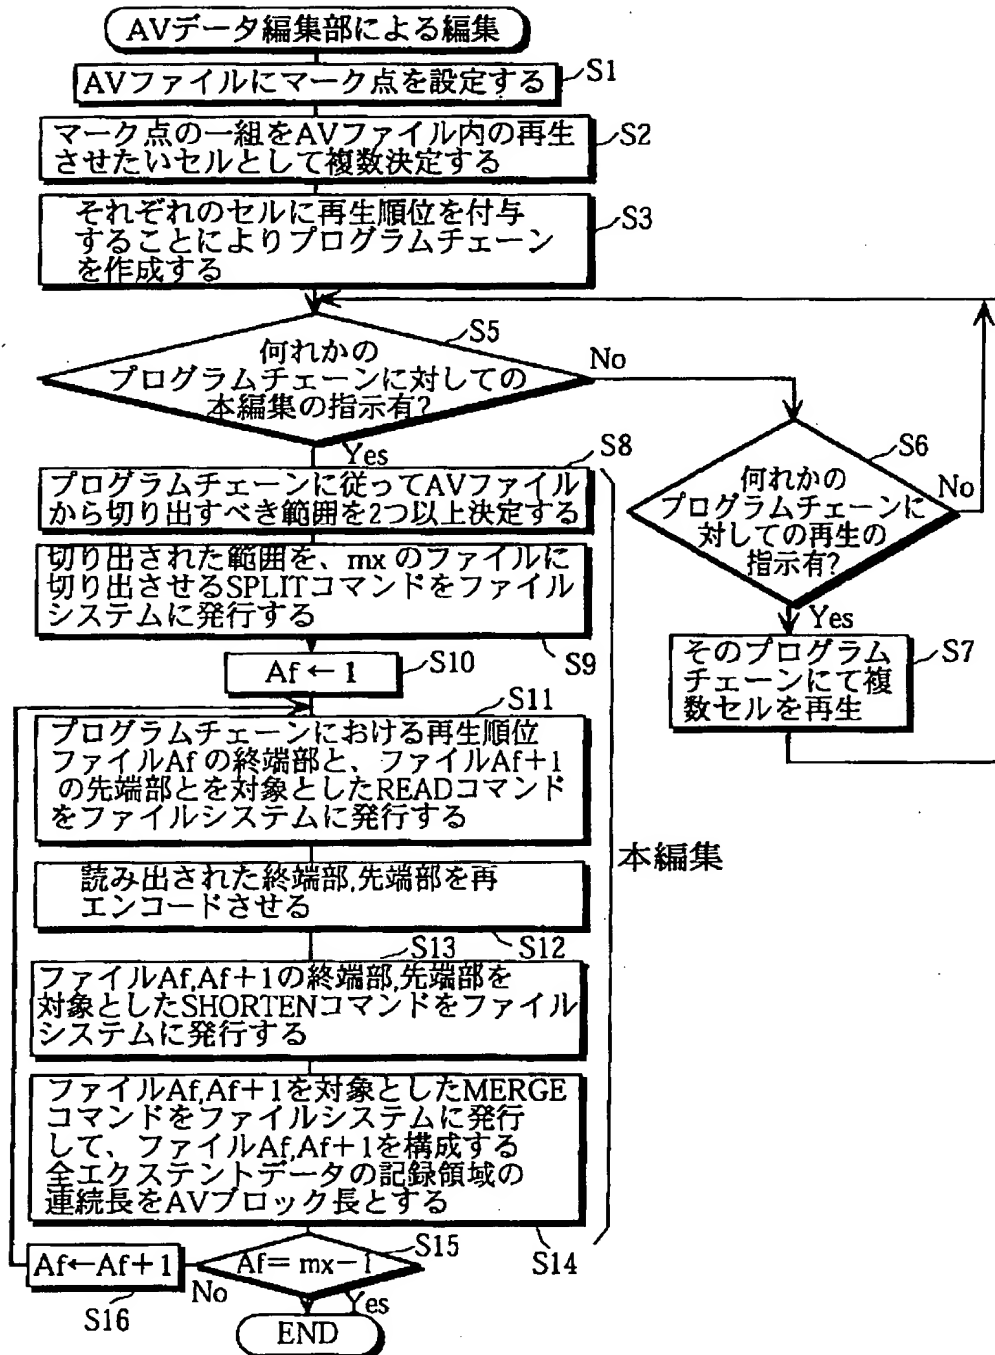 AVデータ編集部による編集
AVファイルにマーク点を設定する
S1
マーク点の一組をAVファイル内の再生
させたいセルとして複数決定する
S2
それぞれのセルに再生順位を付与
することによりプログラムチェーン
を作成する
S3
S5
何れかの
プログラムチェーンに対しての
本編集の指示有?
No
Yes
S6
何れかの
プログラムチェーンに
対しての再生の
指示有?
No
Yes
そのプログラム
チェーンにて複
数セルを再生
S7
S8
プログラムチェーンに従ってAVファイル
から切り出すべき範囲を2つ以上決定する
切り出された範囲を、mxのファイルに
切り出させるSPLITコマンドをファイル
システムに発行する
S9
Af←1
S10
S11
プログラムチェーンにおける再生順位
ファイルAfの終端部と、ファイルAf+1
の先端部とを対象としたREADコマンド
をファイルシステムに発行する
本編集
読み出された終端部,先端部を再
エンコードさせる
S12
S13
ファイルAf,Af+1の終端部,先端部を
対象としたSHORTENコマンドをファイル
システムに発行する
ファイルAf,Af+1を対象としたMERGE
コマンドをファイルシステムに発行
して、ファイルAf,Af+1を構成する
全エクステントデータの記録領域の
連続長をAVブロック長とする
S14
S15
Af=mx-1
No
Yes
Af←Af+1
S16
END